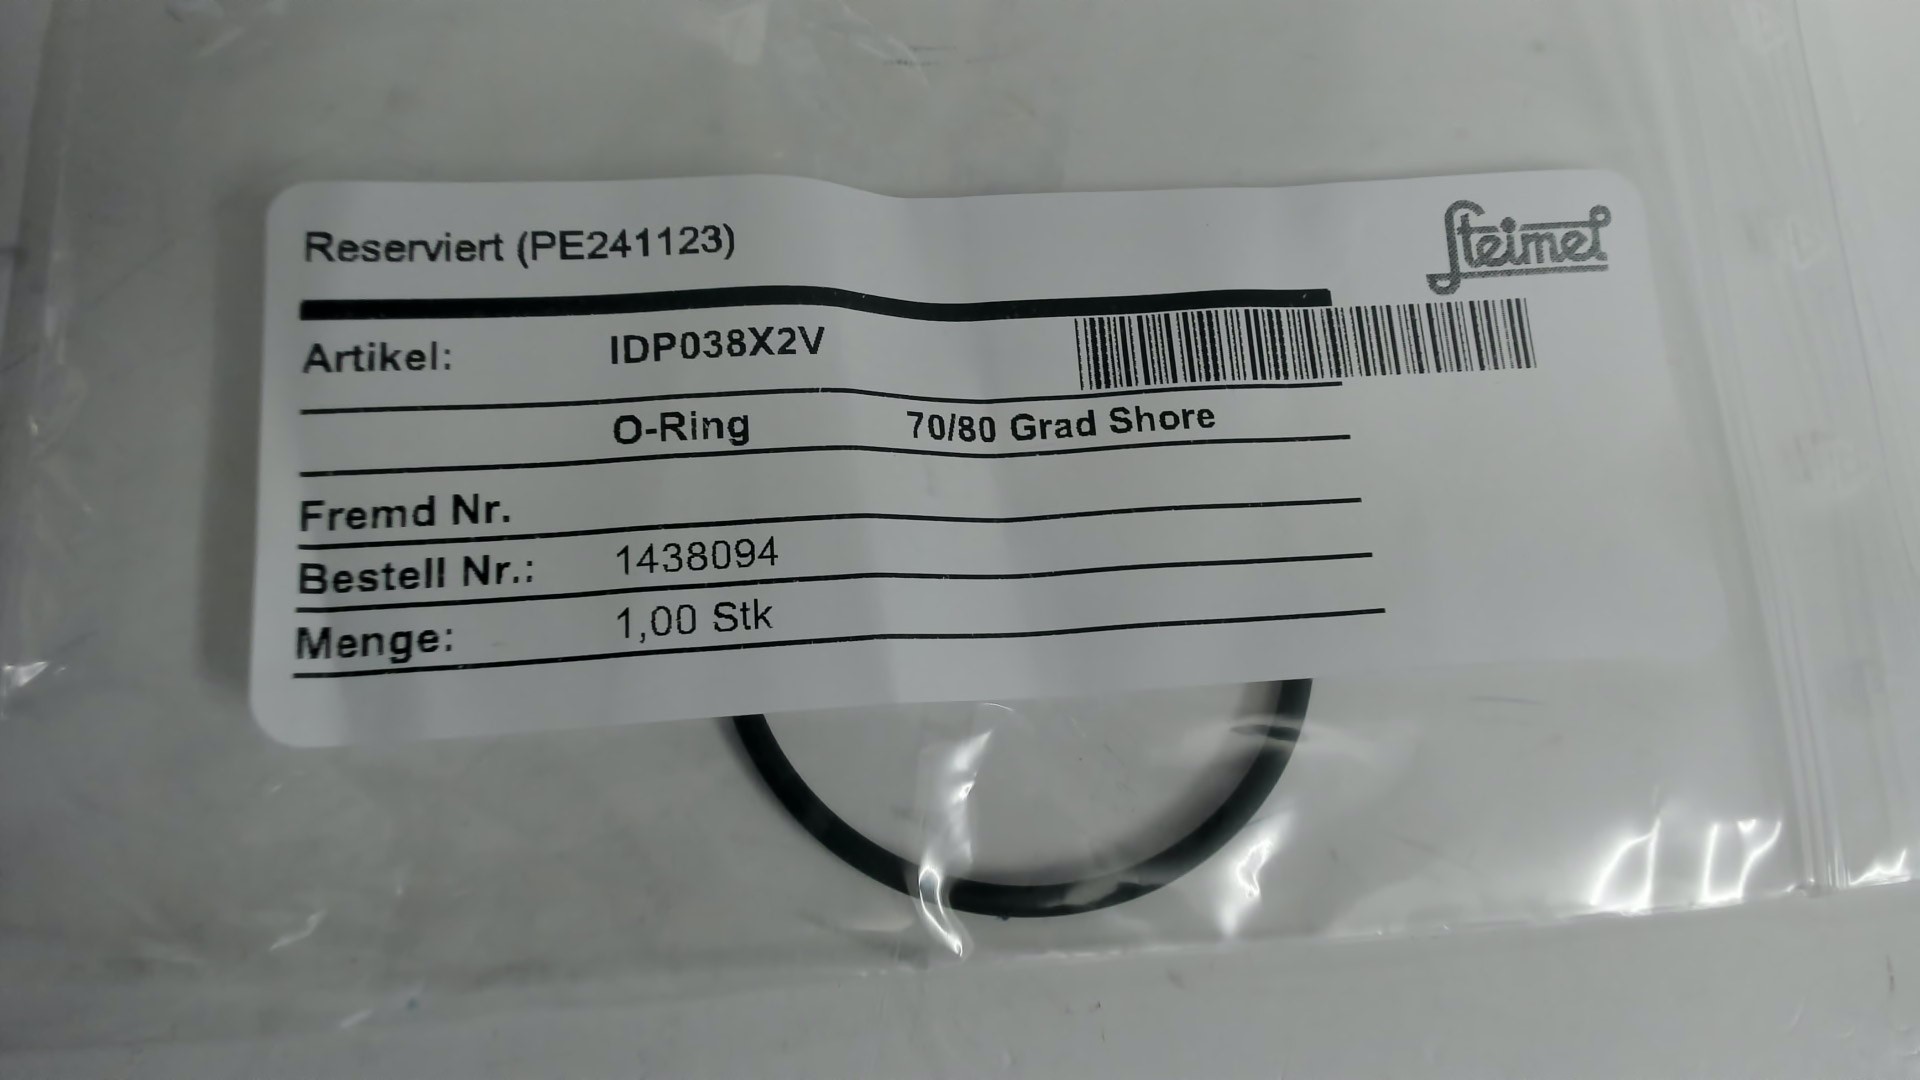 Reserviert (PE241123)
Steimel
Artikel: IDP038X2V
O-Ring 70/80 Grad Shore
Fremd Nr.
Bestell Nr.: 1438094
Menge: 1,00 Stk